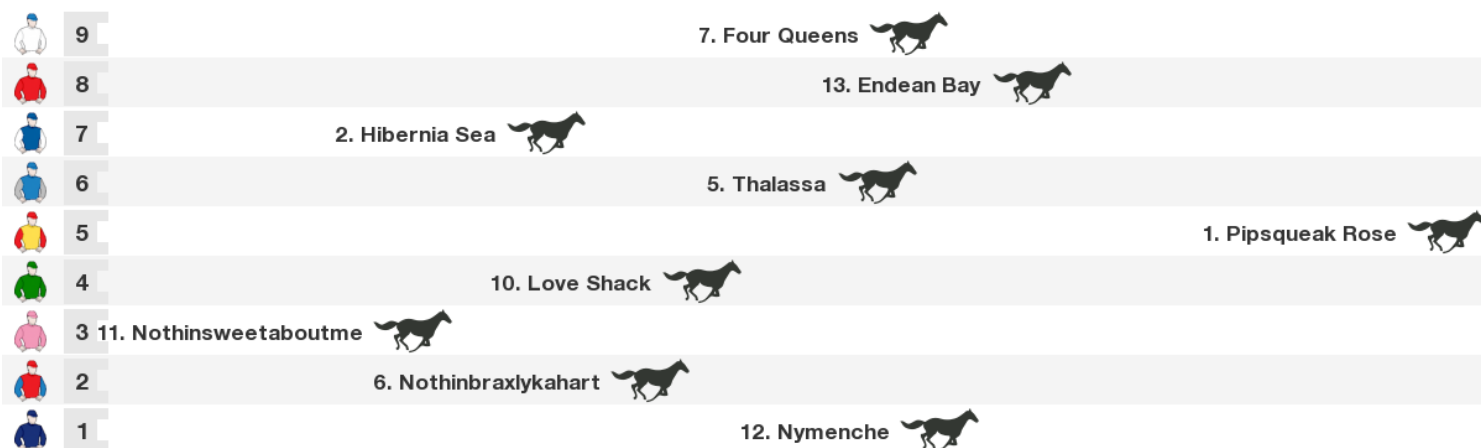 9 7. Four Queens
8 13. Endean Bay
7 2. Hibernia Sea
6 5. Thalassa
5 1. Pipsqueak Rose
4 10. Love Shack
3 11. Nothinsweetaboutme
2 6. Nothinbraxlykahart
1 12. Nymenche